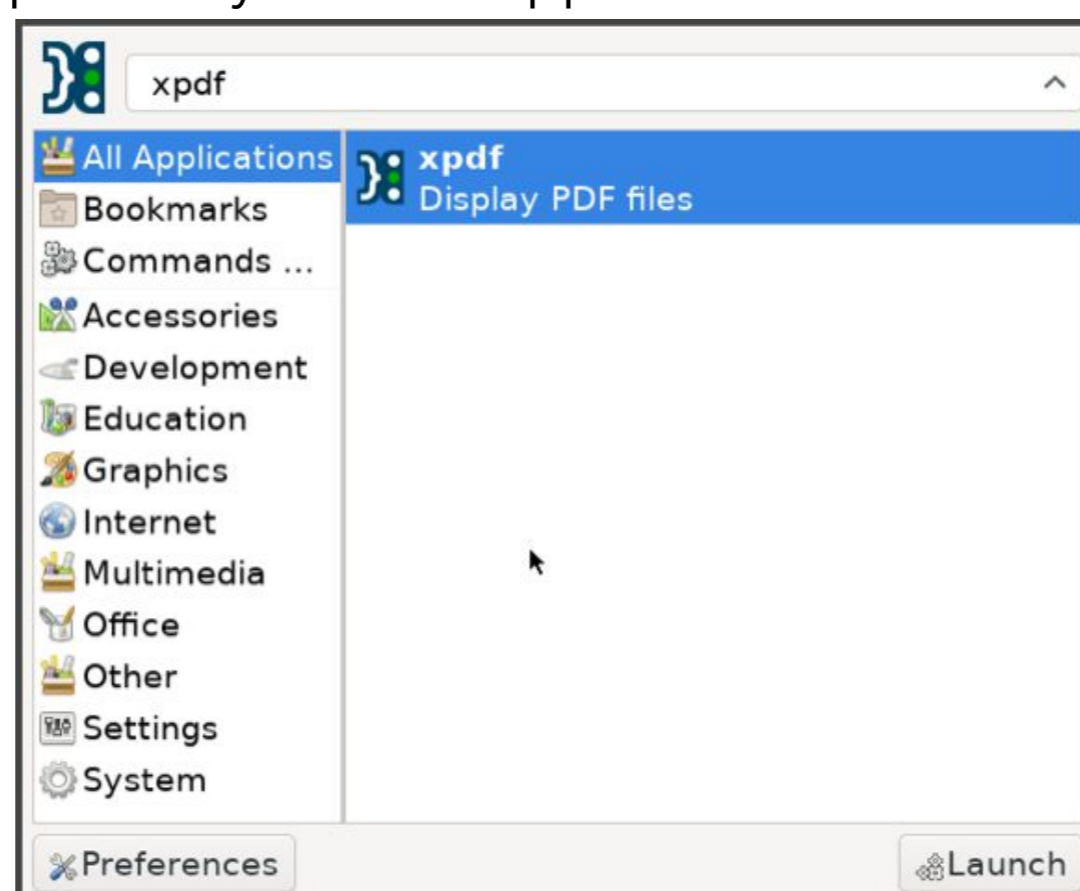 xpdf
All Applications
Bookmarks
Commands ...
Accessories
Development
Education
Graphics
Internet
Multimedia
Office
Other
Settings
System
xpdf
Display PDF files
Preferences
Launch